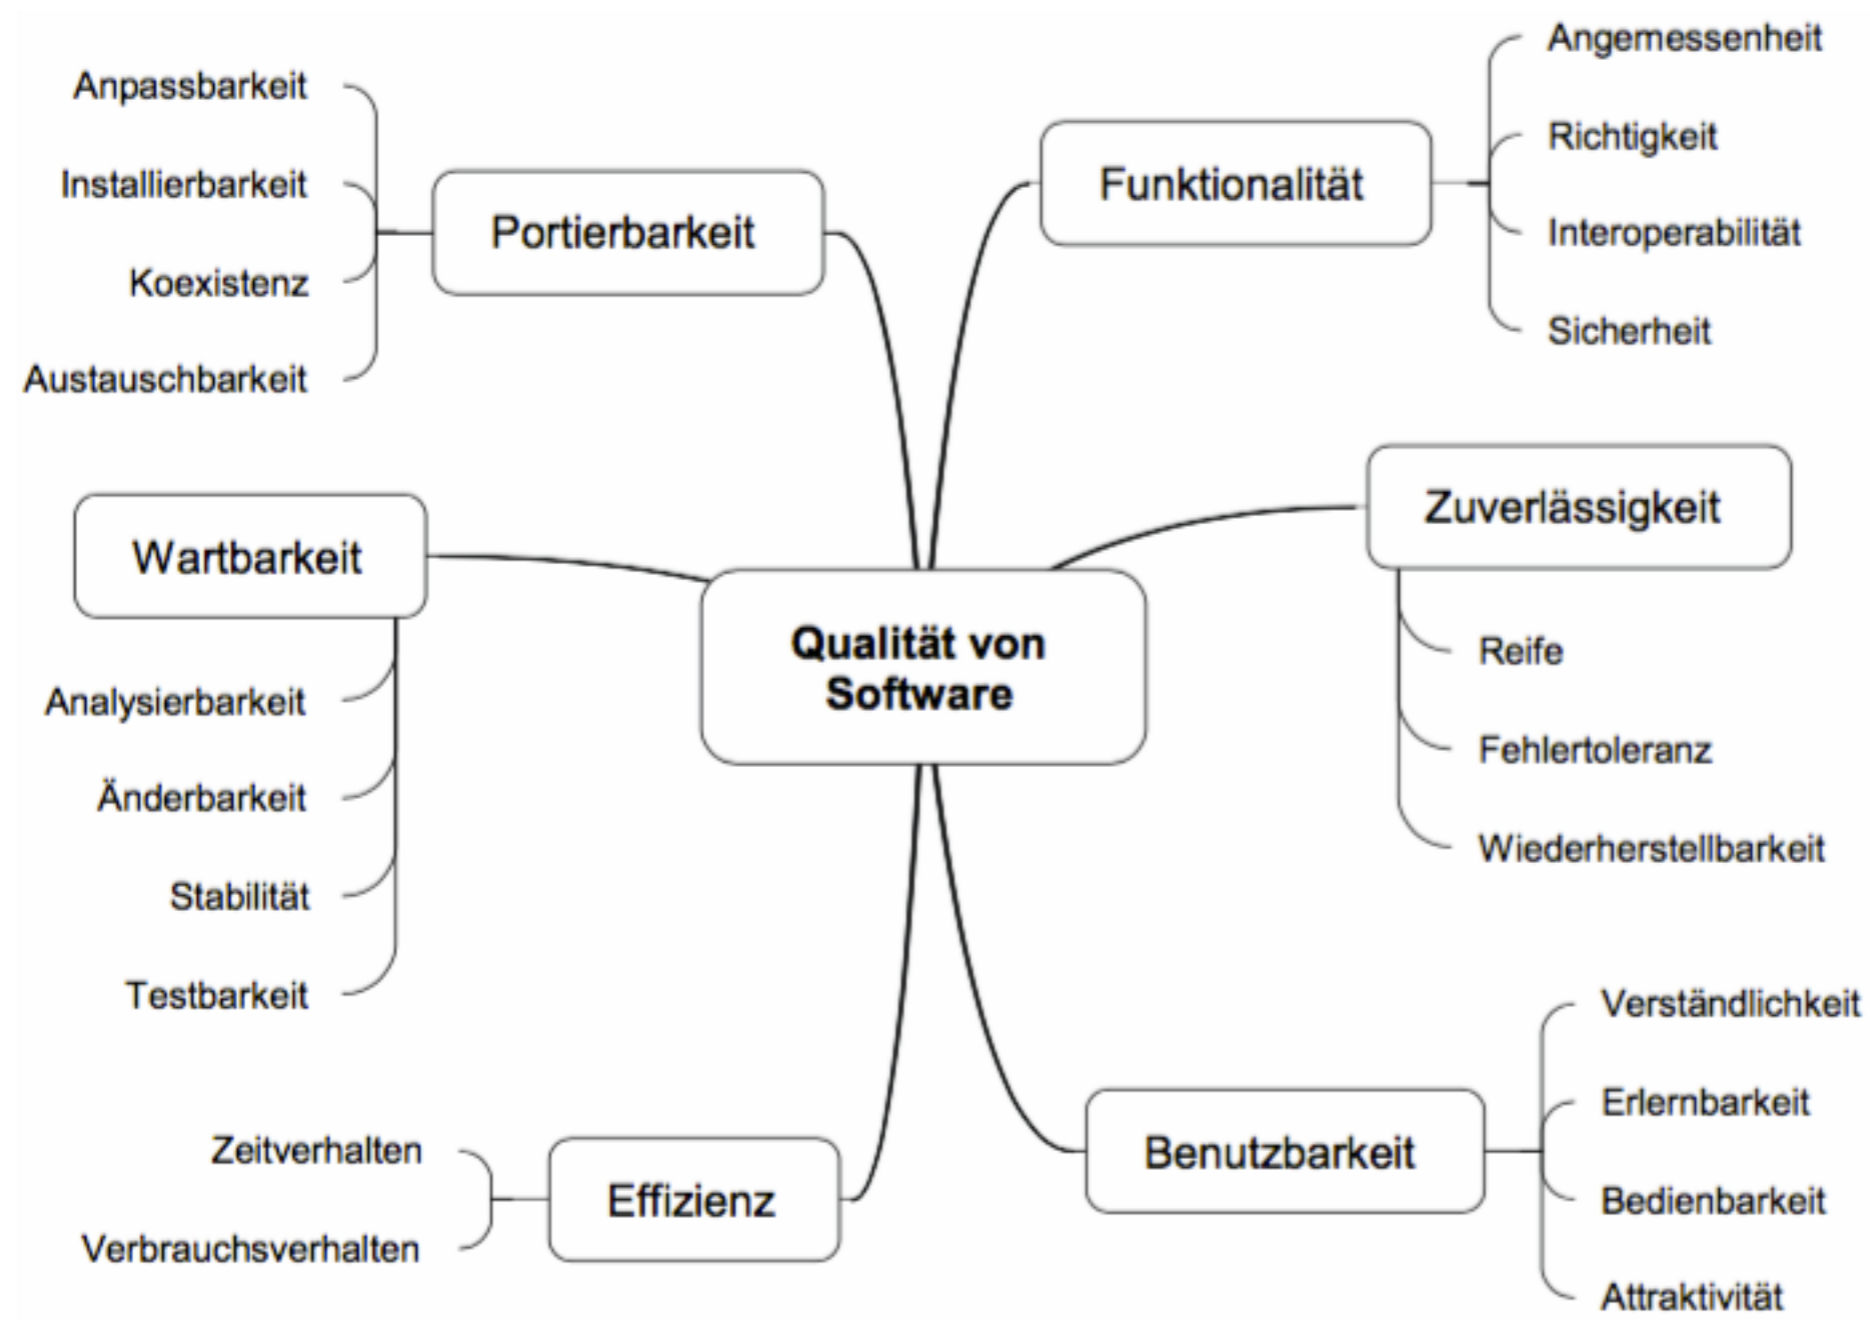 Anpassbarkeit
Installierbarkeit
Koexistenz
Austauschbarkeit
Portierbarkeit
Funktionalität
Angemessenheit
Richtigkeit
Interoperabilität
Sicherheit
Wartbarkeit
Analysierbarkeit
Änderbarkeit
Stabilität
Testbarkeit
Qualität von
Software
Zuverlässigkeit
Reife
Fehlertoleranz
Wiederherstellbarkeit
Zeitverhalten
Verbrauchsverhalten
Effizienz
Benutzbarkeit
Verständlichkeit
Erlernbarkeit
Bedienbarkeit
Attraktivität